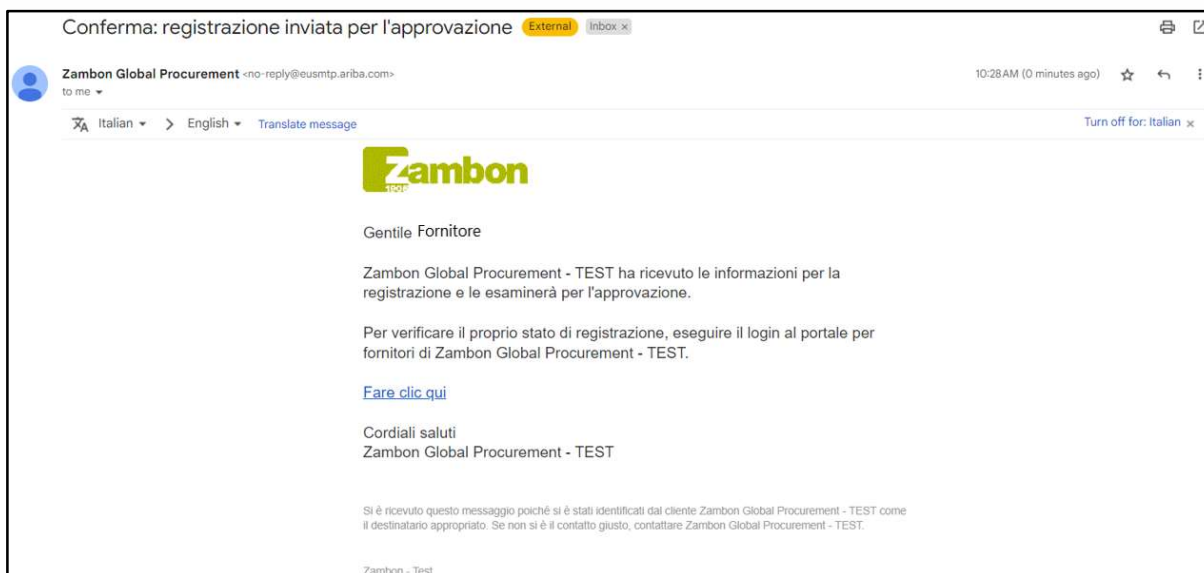 Conferma: registrazione inviata per l'approvazione External Inbox ×
Zambon Global Procurement <no-reply@eusmtp.ariba.com> 10:28 AM (0 minutes ago)
to me
Italian > English Translate message Turn off for: Italian ×
Zambon
1906
Gentile Fornitore
Zambon Global Procurement - TEST ha ricevuto le informazioni per la
registrazione e le esaminerà per l'approvazione.
Per verificare il proprio stato di registrazione, eseguire il login al portale per
fornitori di Zambon Global Procurement - TEST.
Fare clic qui
Cordiali saluti
Zambon Global Procurement - TEST
Si è ricevuto questo messaggio poiché si è stati identificati dal cliente Zambon Global Procurement - TEST come
il destinatario appropriato. Se non si è il contatto giusto, contattare Zambon Global Procurement - TEST.
Zambon - Test